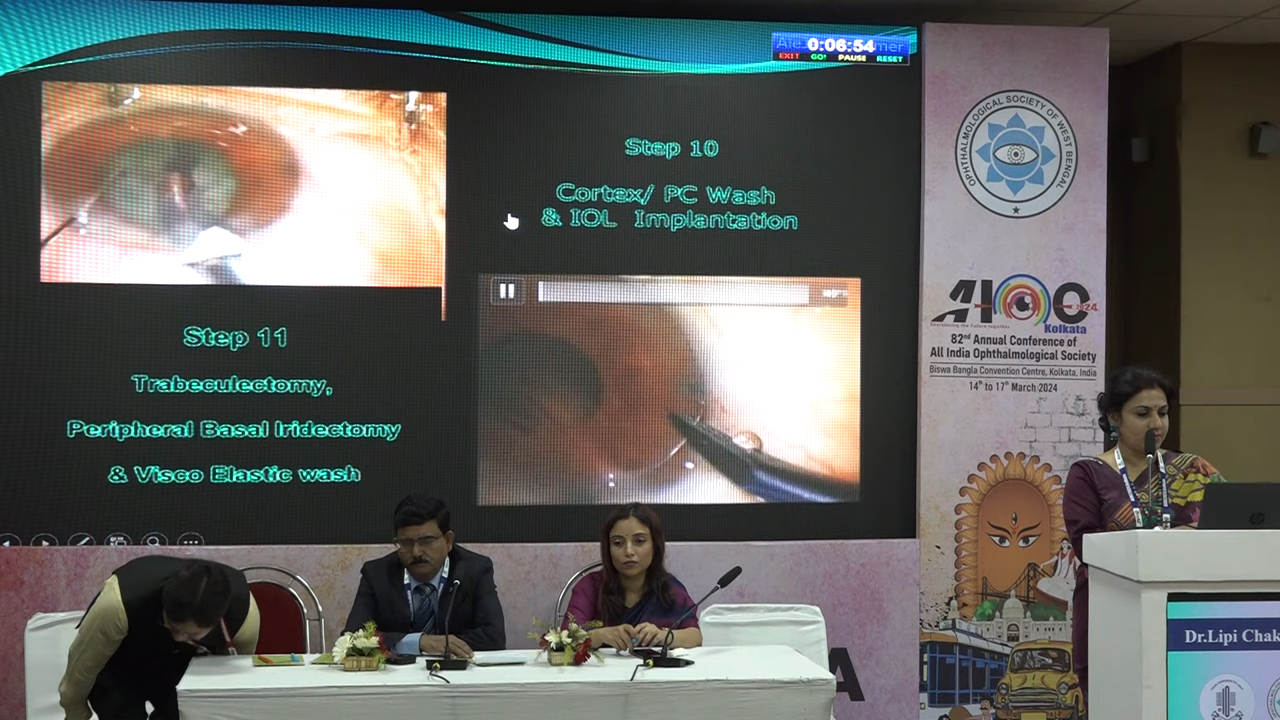 0:06:54
EXIT GO! PAUSE RESET
Step 10
Cortex/ PC Wash
& IOL Implantation
Step 11
Trabeculectomy,
Peripheral Basal Iridectomy
& Visco Elastic wash
OPHTHALMOLOGICAL SOCIETY OF WEST BENGAL
AIOC 2024
Kolkata
82nd Annual Conference of
All India Ophthalmological Society
Biswa Bangla Convention Centre, Kolkata, India
14th to 17th March 2024
Dr.Lipi Chak
hp
A